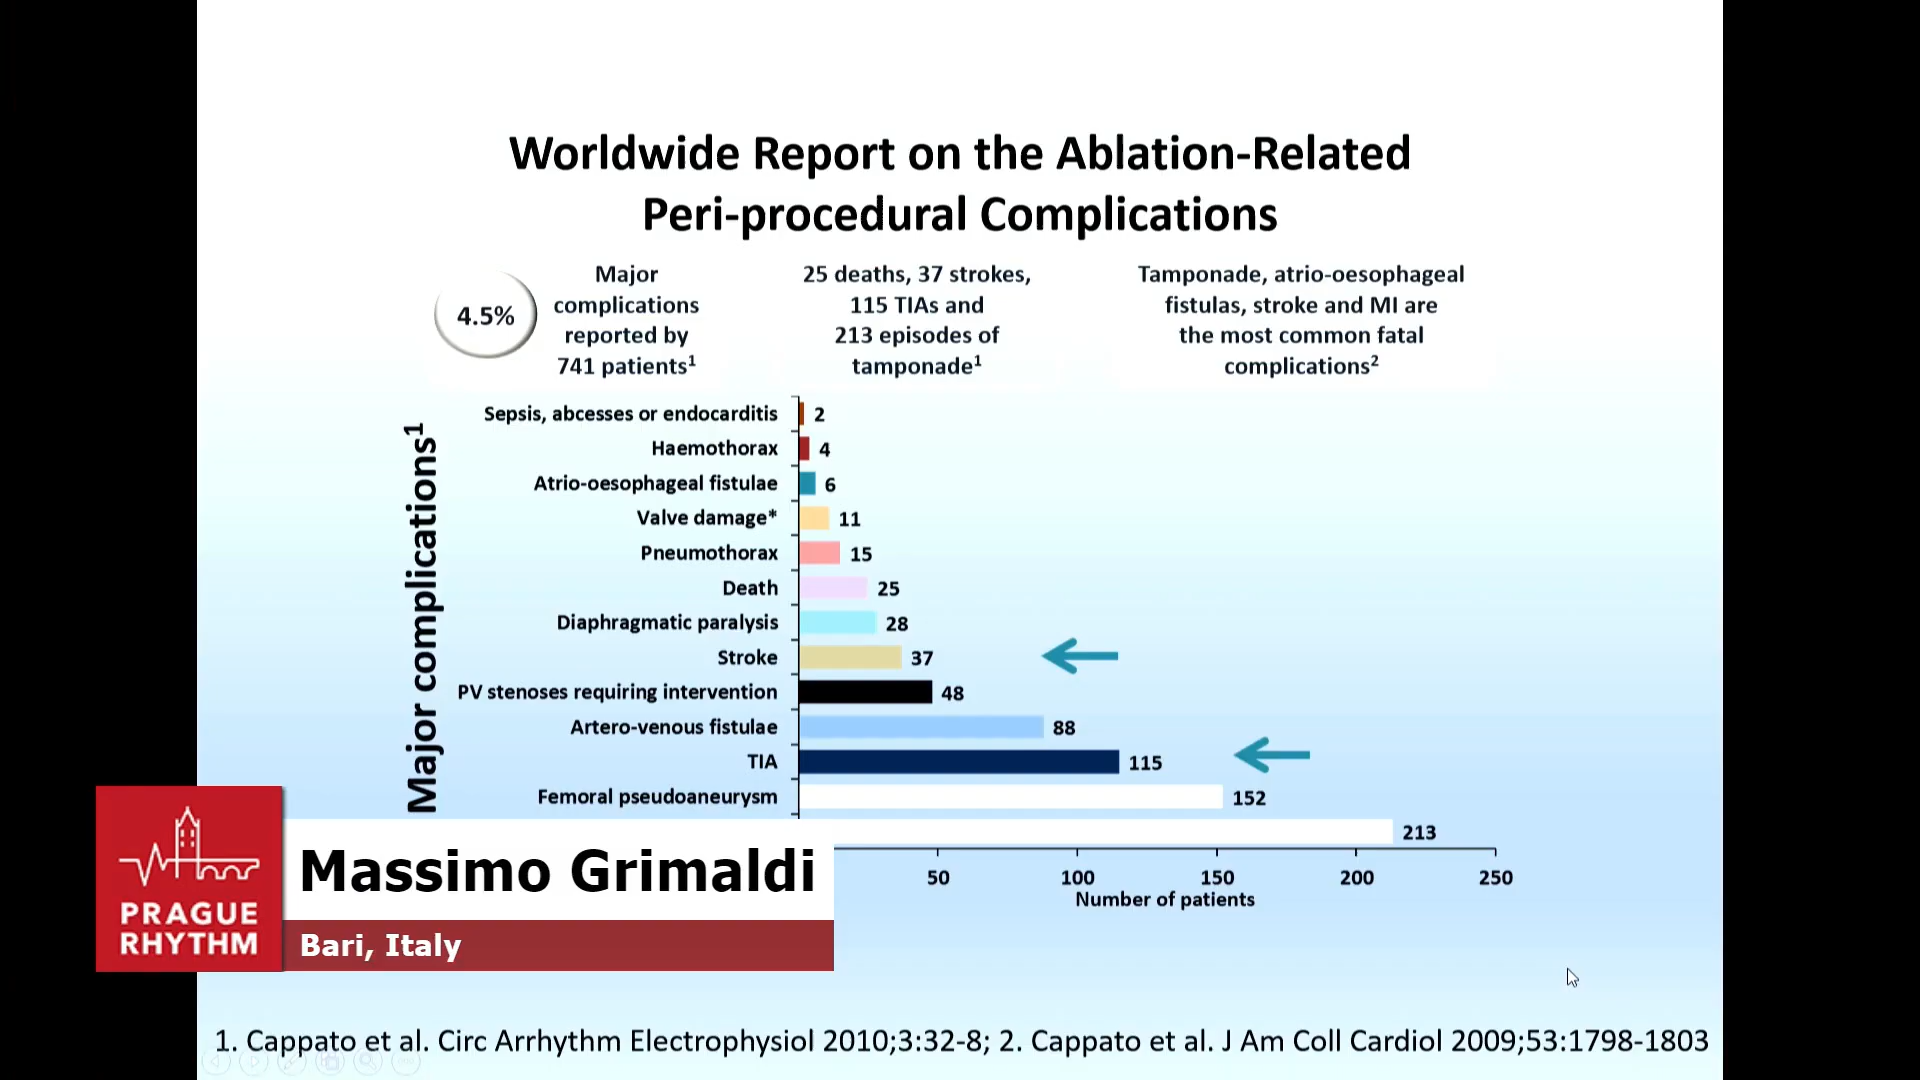 Worldwide Report on the Ablation-Related
Peri-procedural Complications
4.5%
Major
complications
reported by
741 patients¹
25 deaths, 37 strokes,
115 TIAs and
213 episodes of
tamponade¹
Tamponade, atrio-oesophageal
fistulas, stroke and MI are
the most common fatal
complications²
Major complications¹
Sepsis, abcesses or endocarditis 2
Haemothorax 4
Atrio-oesophageal fistulae 6
Valve damage* 11
Pneumothorax 15
Death 25
Diaphragmatic paralysis 28
Stroke 37
PV stenoses requiring intervention 48
Artero-venous fistulae 88
TIA 115
Femoral pseudoaneurysm 152
213
50 100 150 200 250
Number of patients
PRAGUE
RHYTHM
Massimo Grimaldi
Bari, Italy
1. Cappato et al. Circ Arrhythm Electrophysiol 2010;3:32-8; 2. Cappato et al. J Am Coll Cardiol 2009;53:1798-1803